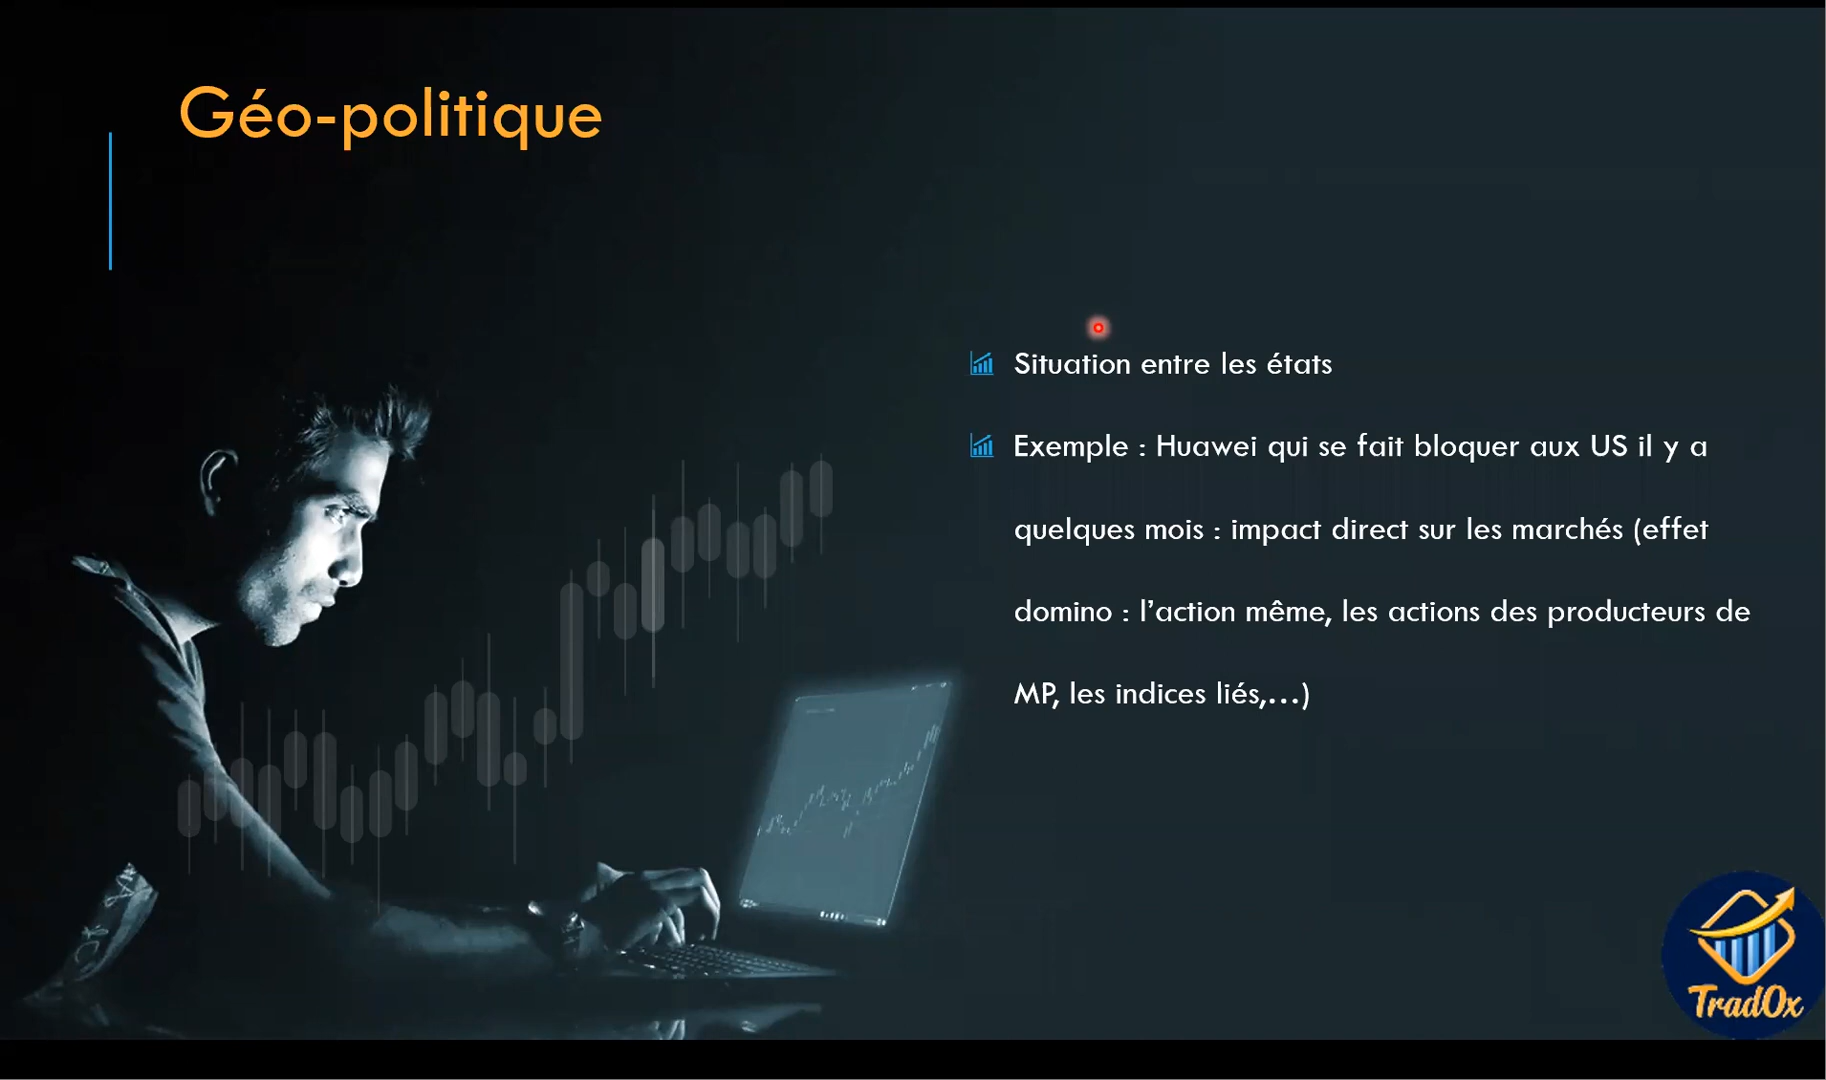 Géo-politique
Situation entre les états
Exemple : Huawei qui se fait bloquer aux US il y a
quelques mois : impact direct sur les marchés (effet
domino : l’action même, les actions des producteurs de
MP, les indices liés,...)
TradOx